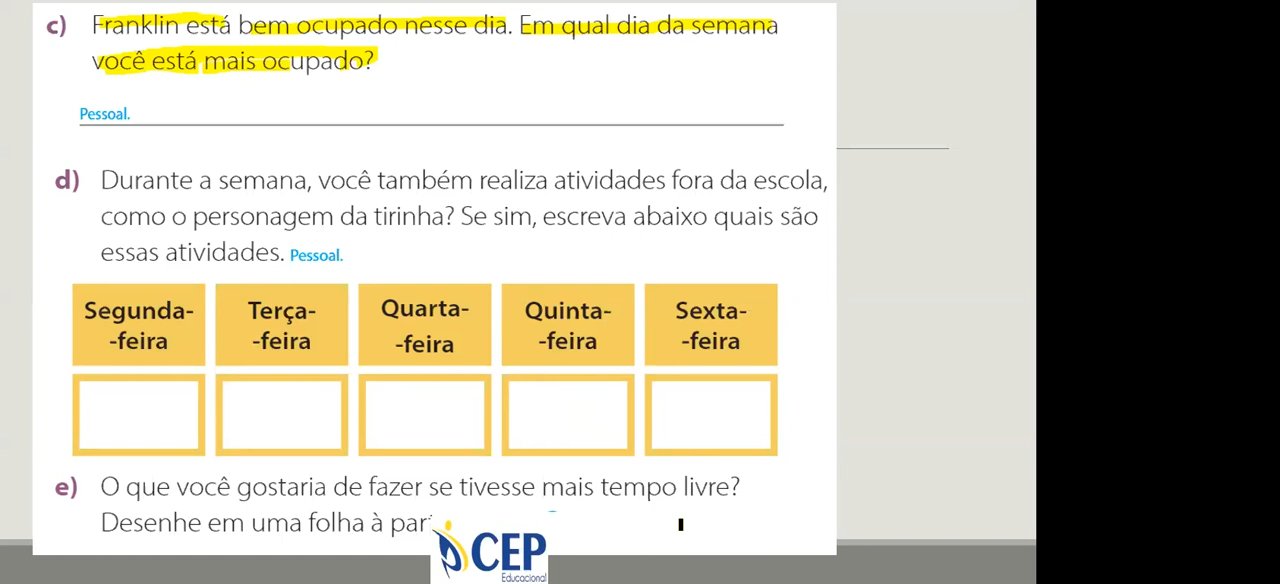 c) Franklin está bem ocupado nesse dia. Em qual dia da semana
você está mais ocupado?
Pessoal.
d) Durante a semana, você também realiza atividades fora da escola,
como o personagem da tirinha? Se sim, escreva abaixo quais são
essas atividades. Pessoal.
Segunda-
-feira
Terça-
-feira
Quarta-
-feira
Quinta-
-feira
Sexta-
-feira
e) O que você gostaria de fazer se tivesse mais tempo livre?
Desenhe em uma folha à
CEP
Educacional